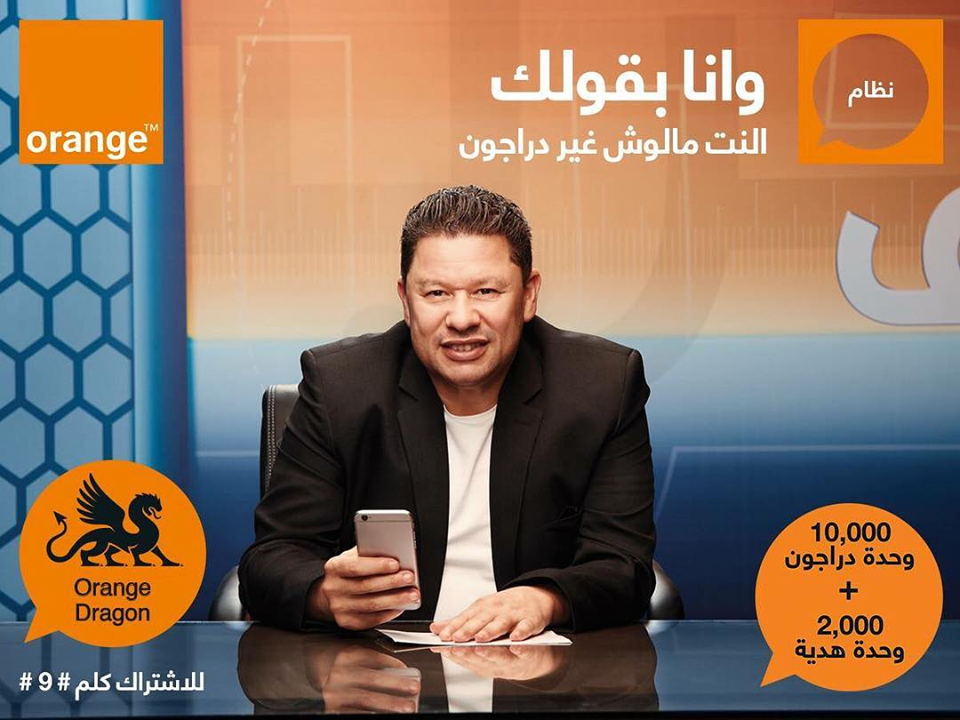 orange™
وانا بقولك
النت مالوش غير دراجون
نظام
Orange
Dragon
10,000
وحدة دراجون
+
2,000
وحدة هدية
للاشتراك كلم # 9 #